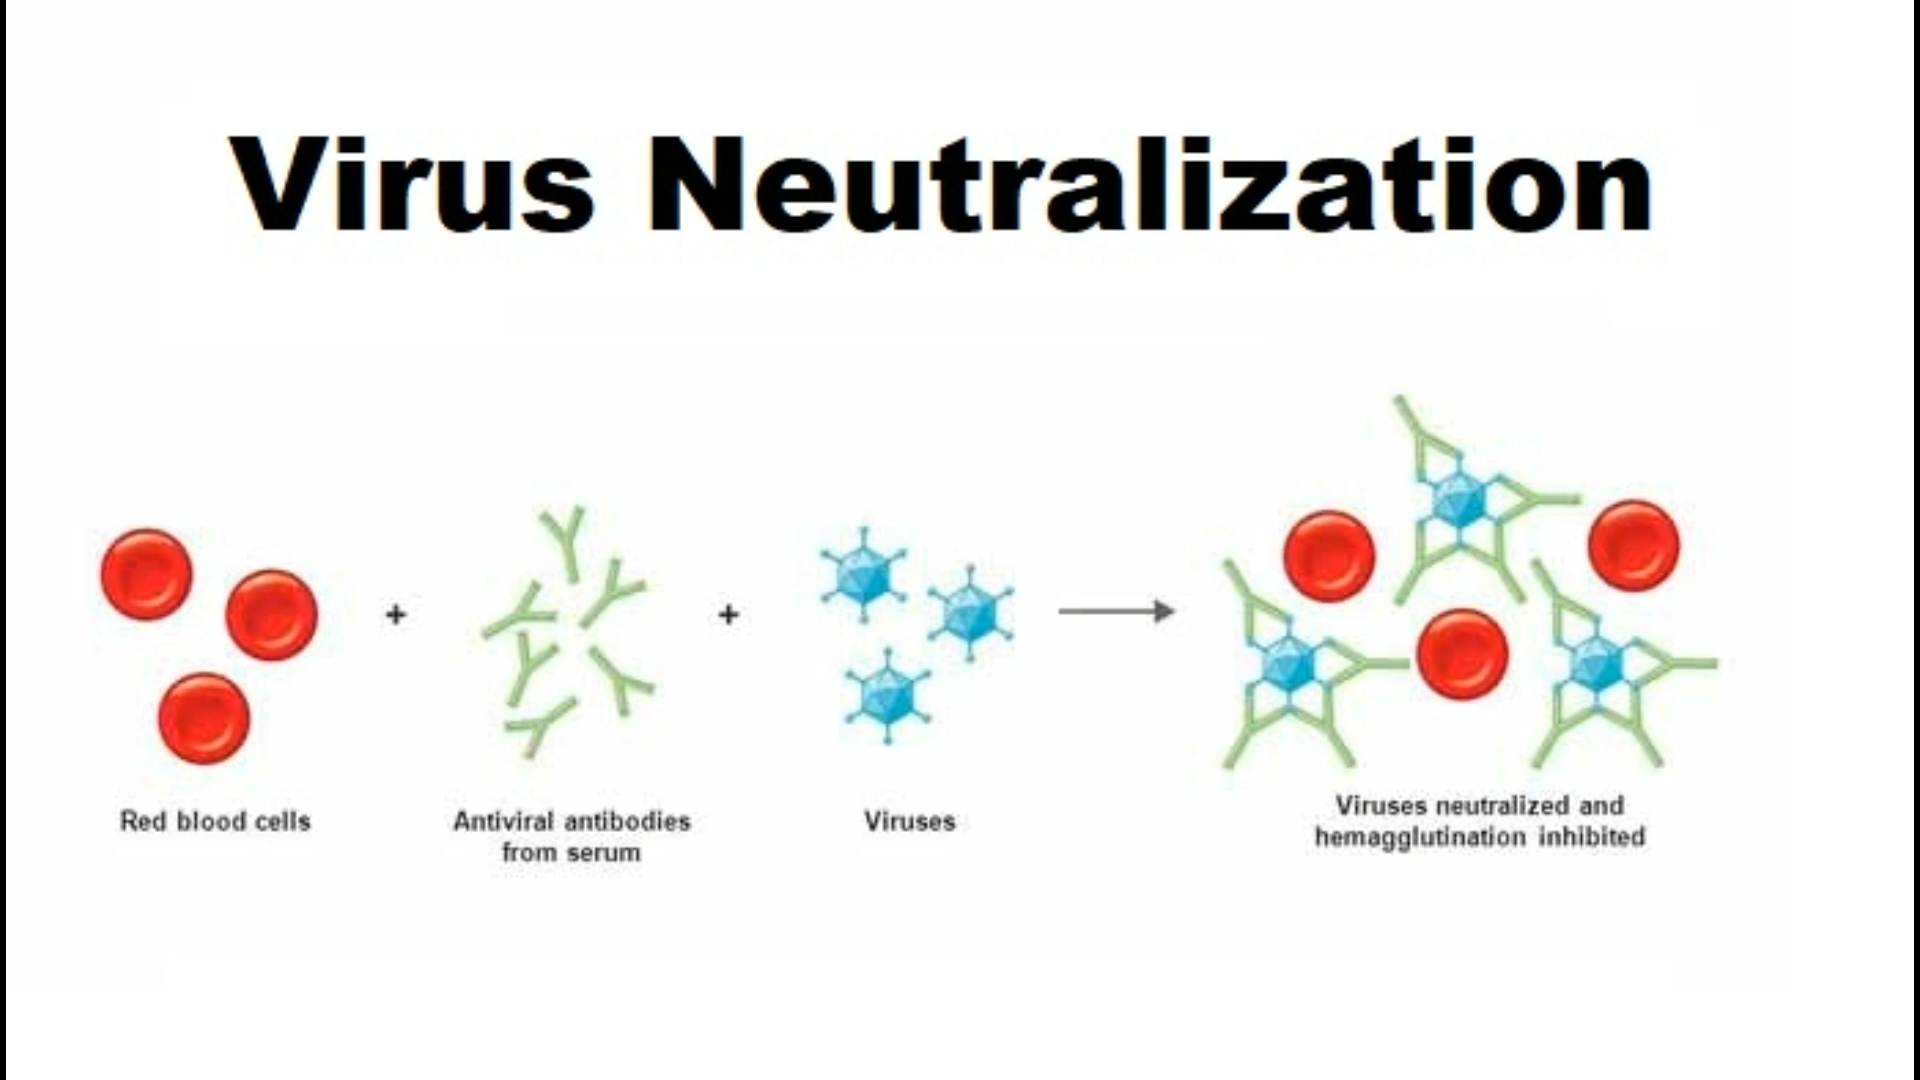 Virus Neutralization
+
+
Red blood cells
Antiviral antibodies
from serum
Viruses
Viruses neutralized and
hemagglutination inhibited